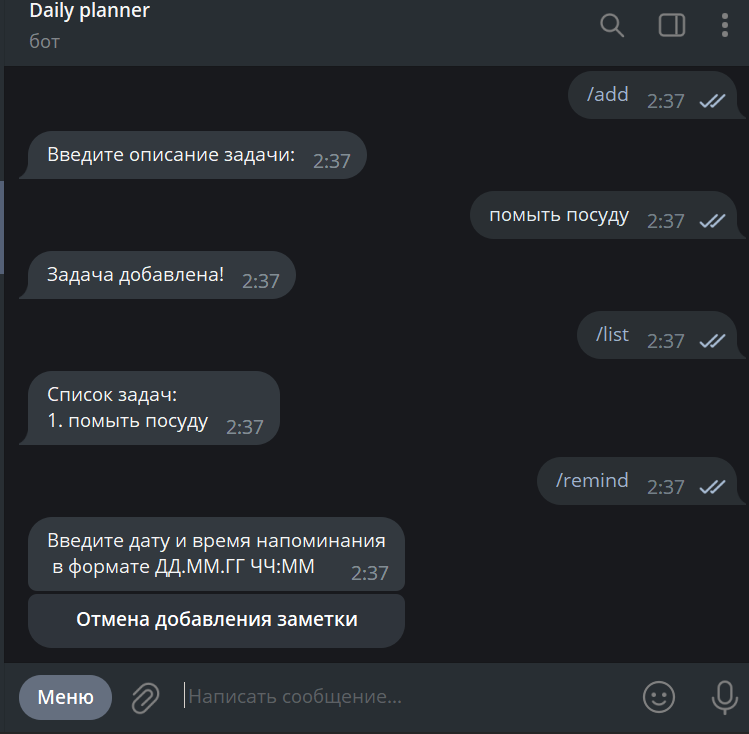 Daily planner
бот
/add 2:37
Введите описание задачи: 2:37
помыть посуду 2:37
Задача добавлена! 2:37
/list 2:37
Список задач:
1. помыть посуду 2:37
/remind 2:37
Введите дату и время напоминания
в формате ДД.ММ.ГГ ЧЧ:ММ 2:37
Отмена добавления заметки
Меню Написать сообщение...